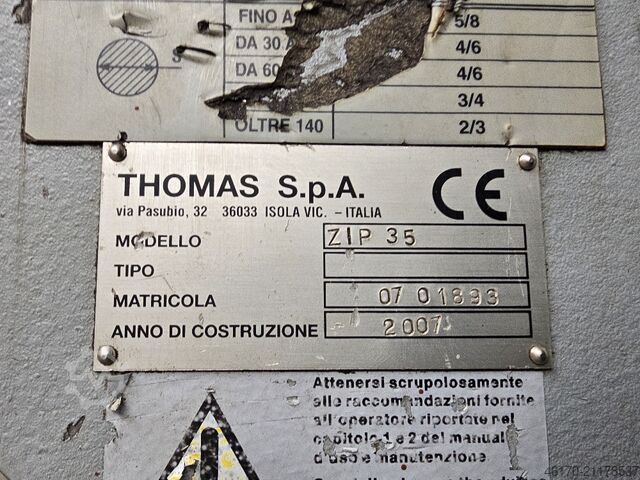 FINO A
5/8
DA 30 A
4/6
DA 60
4/6
S
3/4
OLTRE 140
2/3
THOMAS S.p.A.
CE
via Pasubio, 32 36033 ISOLA VIC. - ITALIA
MODELLO ZIP 35
TIPO
MATRICOLA 07 01893
ANNO DI COSTRUZIONE 2007
Attenersi scrupolosamente
alle raccomandazioni fornite
all'operatore riportate nel
capitolo 1 e 2 del manual
d'uso e manutenzione.